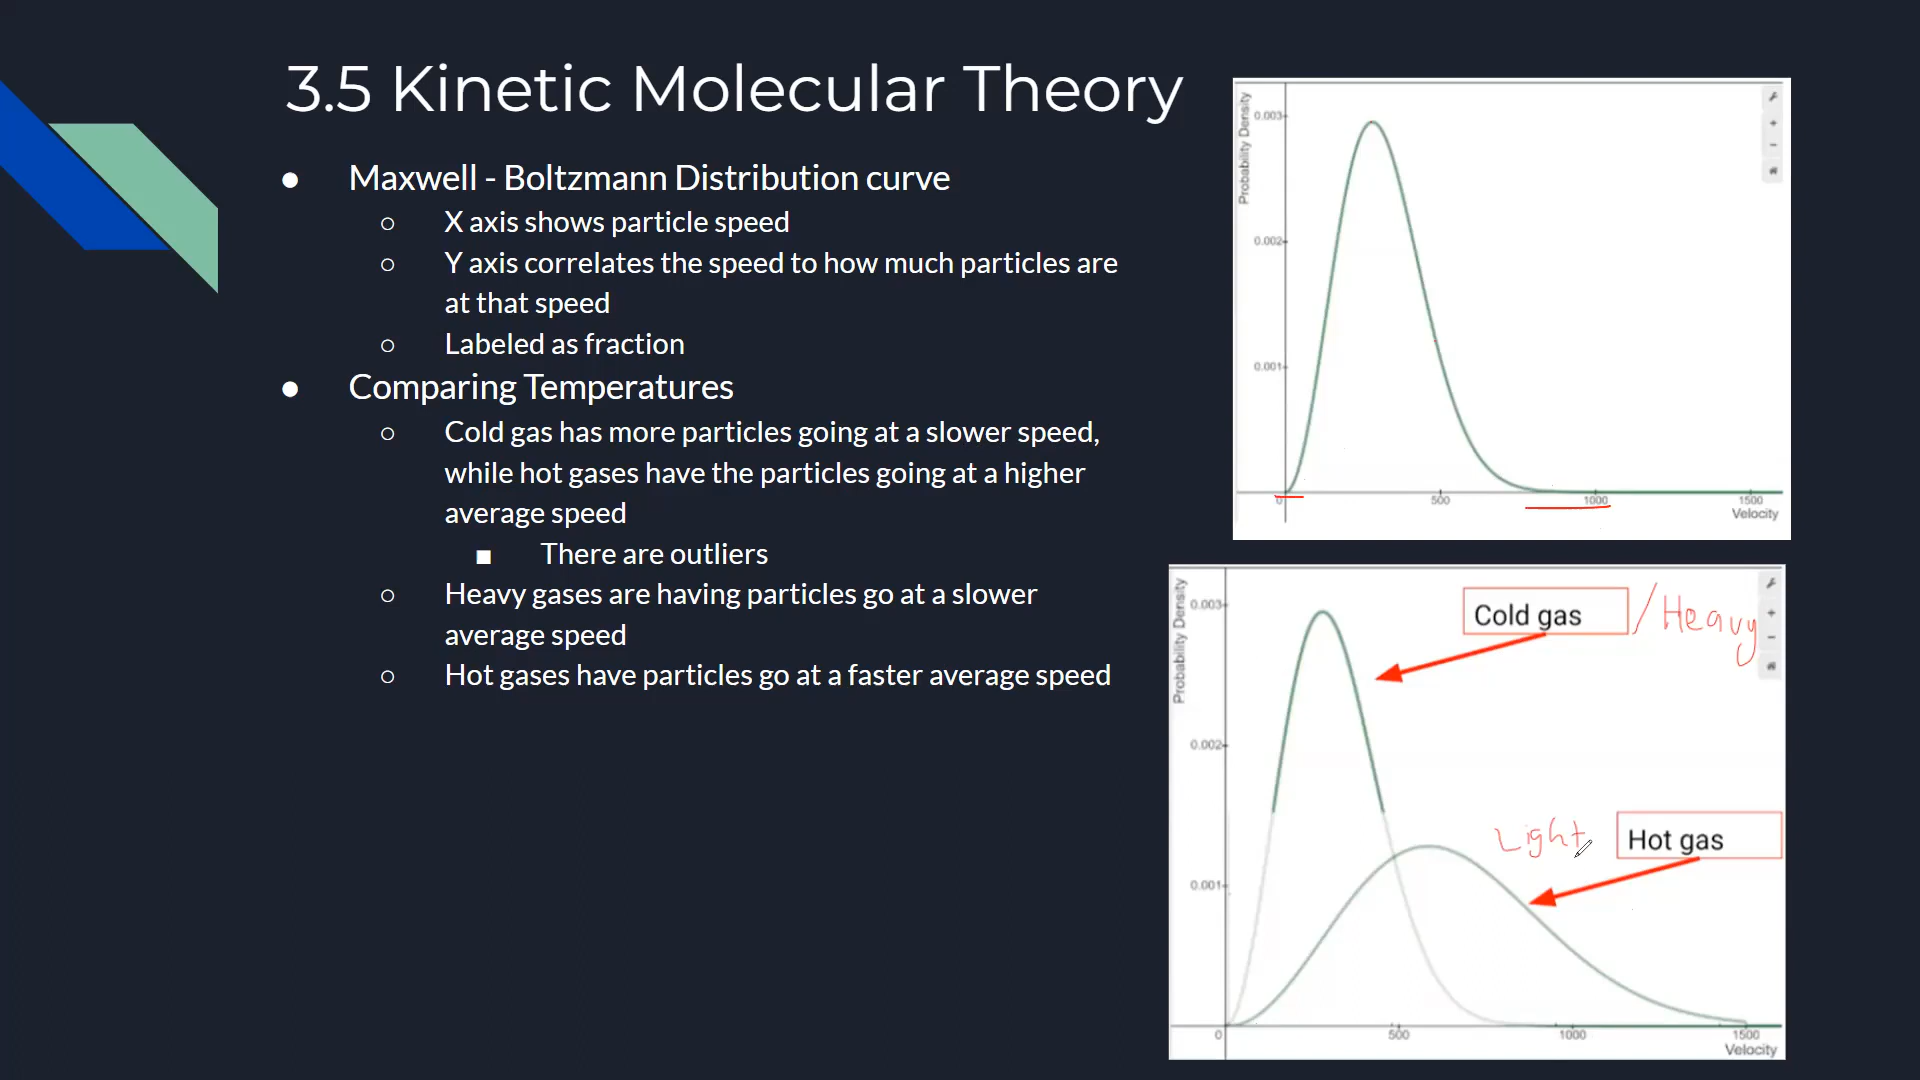 3.5 Kinetic Molecular Theory
● Maxwell - Boltzmann Distribution curve
○ X axis shows particle speed
○ Y axis correlates the speed to how much particles are
at that speed
○ Labeled as fraction
● Comparing Temperatures
○ Cold gas has more particles going at a slower speed,
while hot gases have the particles going at a higher
average speed
■ There are outliers
○ Heavy gases are having particles go at a slower
average speed
○ Hot gases have particles go at a faster average speed
Probability Density
0.003
0.002
0.001
0 500 1000 1500
Velocity
Probability Density
0.003
0.002
0.001
Cold gas / Heavy
Light Hot gas
0 500 1000 1500
Velocity